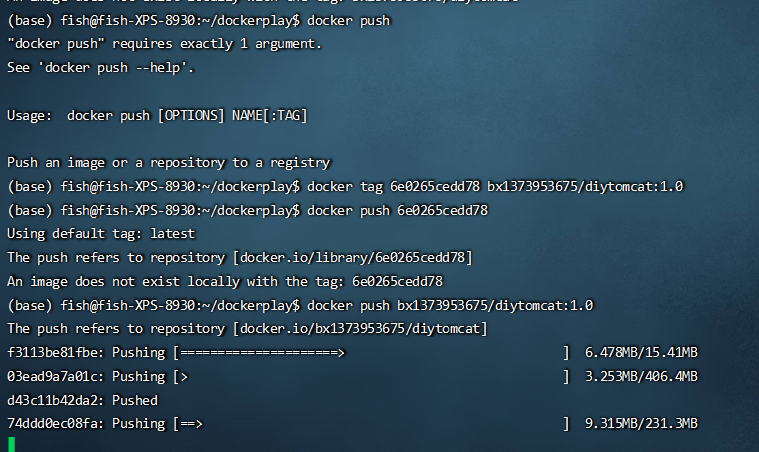 (base) fish@fish-XPS-8930:~/dockerplay$ docker push
"docker push" requires exactly 1 argument.
See 'docker push --help'.
Usage:  docker push [OPTIONS] NAME[:TAG]
Push an image or a repository to a registry
(base) fish@fish-XPS-8930:~/dockerplay$ docker tag 6e0265cedd78 bx1373953675/diytomcat:1.0
(base) fish@fish-XPS-8930:~/dockerplay$ docker push 6e0265cedd78
Using default tag: latest
The push refers to repository [docker.io/library/6e0265cedd78]
An image does not exist locally with the tag: 6e0265cedd78
(base) fish@fish-XPS-8930:~/dockerplay$ docker push bx1373953675/diytomcat:1.0
The push refers to repository [docker.io/bx1373953675/diytomcat]
f3113be81fbe: Pushing [=====================>                             ]  6.478MB/15.41MB
03ead9a7a01c: Pushing [>                                                  ]  3.253MB/406.4MB
d43c11b42da2: Pushed
74ddd0ec08fa: Pushing [==>                                                ]  9.315MB/231.3MB